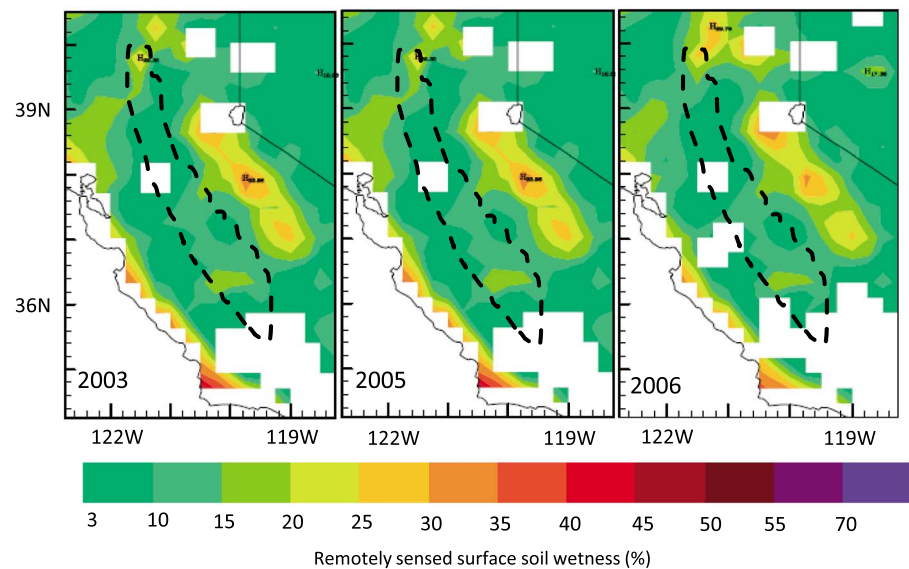 39N
36N
2003
2005
2006
122W 119W 122W 119W 122W 119W
3 10 15 20 25 30 35 40 45 50 55 70
Remotely sensed surface soil wetness (%)